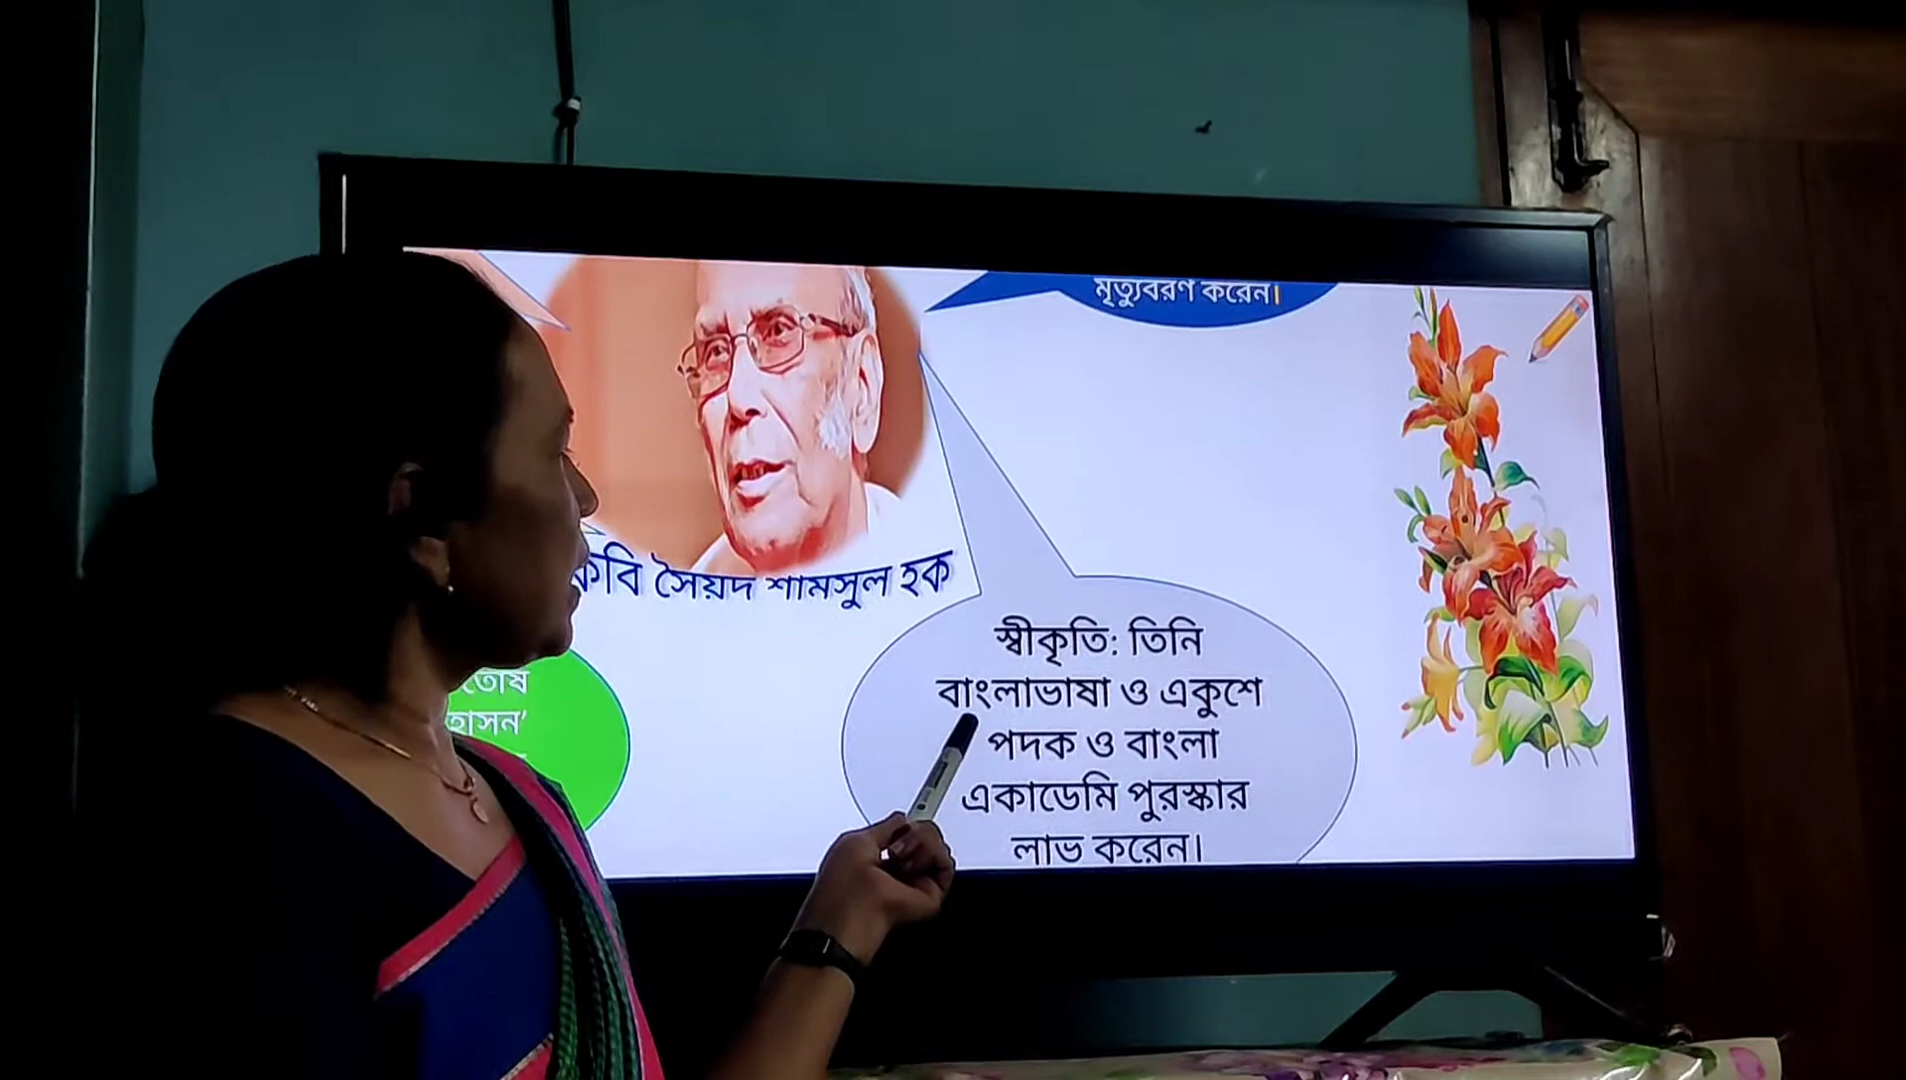 মৃত্যুবরণ করেন।
কবি সৈয়দ শামসুল হক
স্বীকৃতি: তিনি
বাংলাভাষা ও একুশে
পদক ও বাংলা
একাডেমি পুরস্কার
লাভ করেন।
তোষ
হাসন’